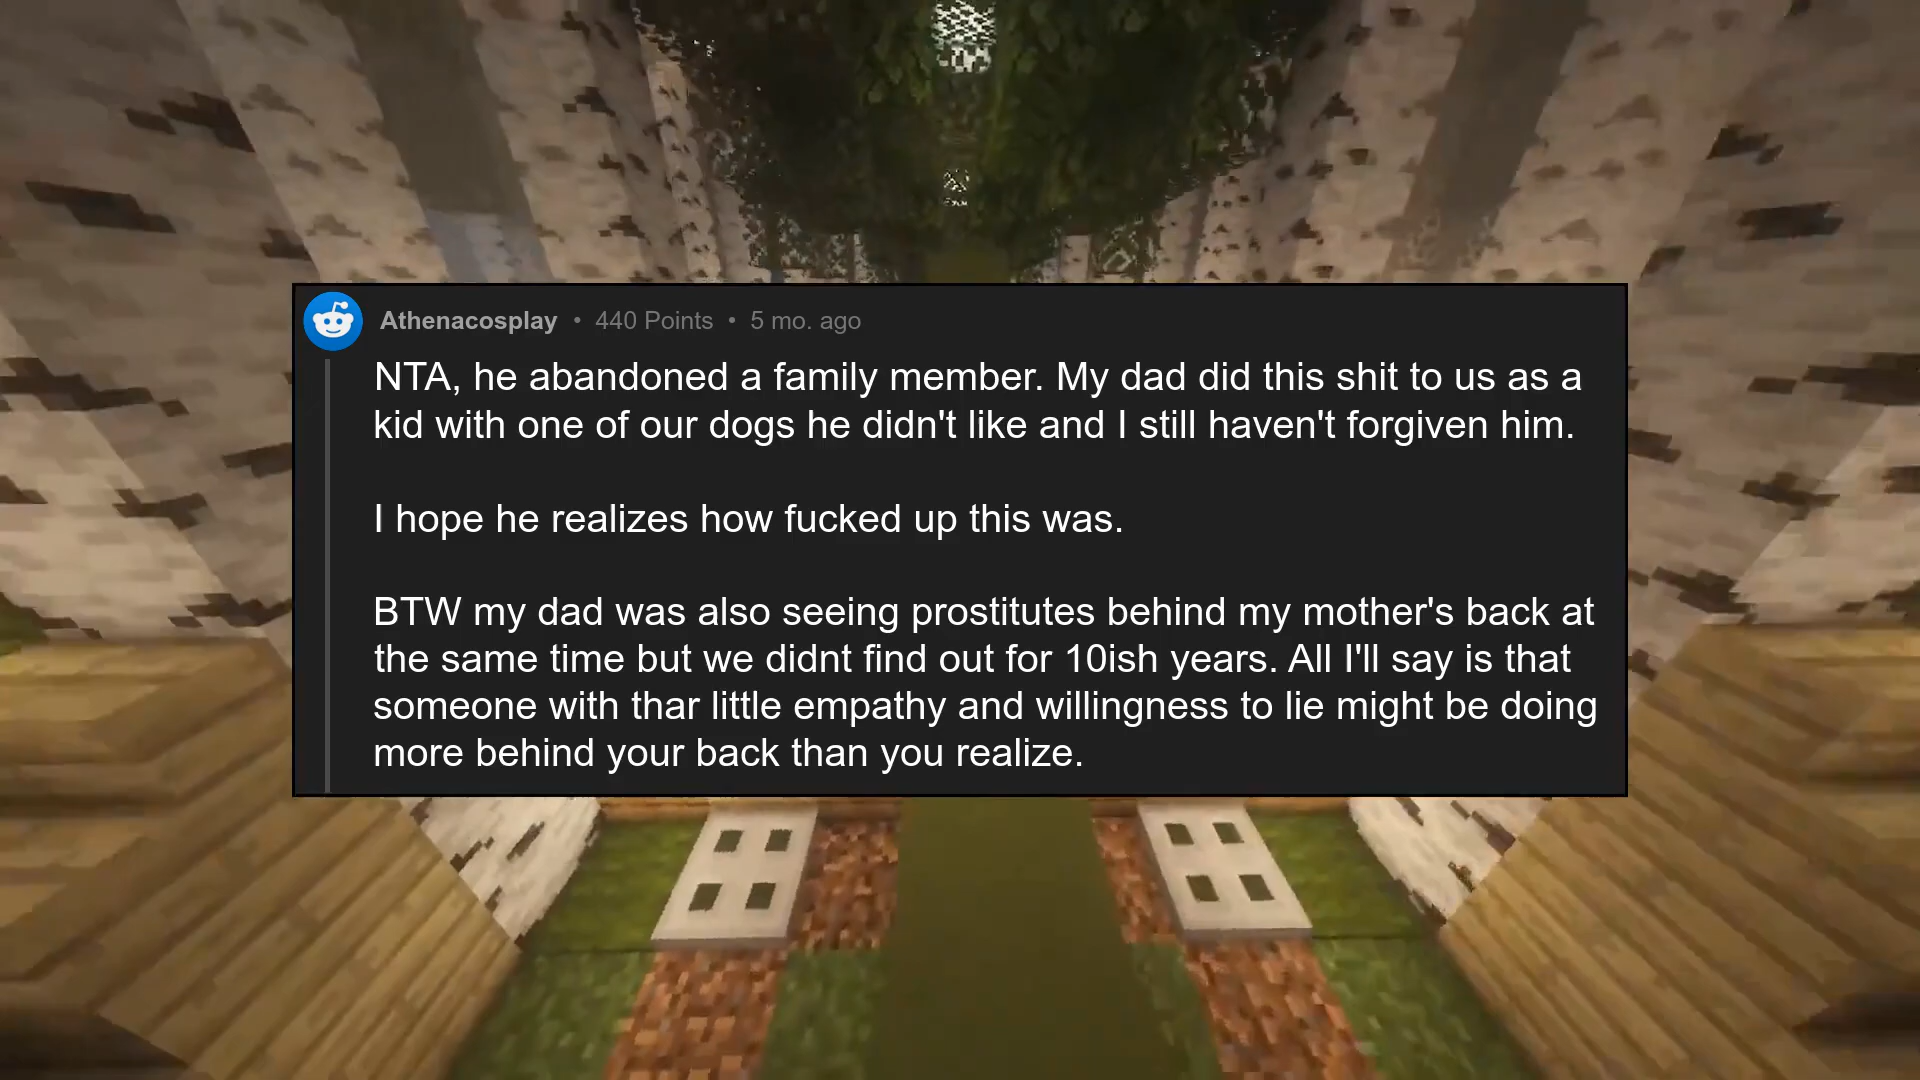 Athenacosplay • 440 Points • 5 mo. ago
NTA, he abandoned a family member. My dad did this shit to us as a
kid with one of our dogs he didn't like and I still haven't forgiven him.
I hope he realizes how fucked up this was.
BTW my dad was also seeing prostitutes behind my mother's back at
the same time but we didnt find out for 10ish years. All I'll say is that
someone with thar little empathy and willingness to lie might be doing
more behind your back than you realize.